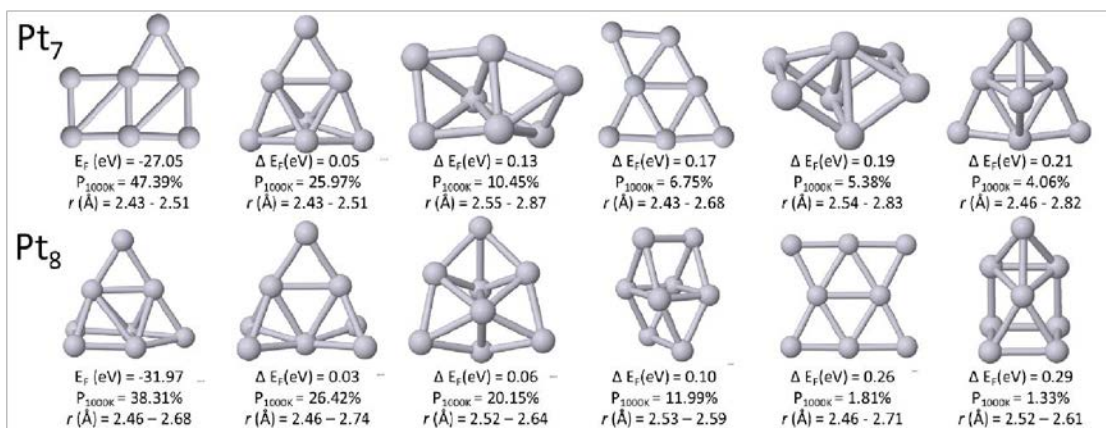 Pt7
E_F (eV) = -27.05
P_1000K = 47.39%
r (Å) = 2.43 - 2.51
Δ E_F(eV) = 0.05
P_1000K = 25.97%
r (Å) = 2.43 - 2.51
Δ E_F(eV) = 0.13
P_1000K = 10.45%
r (Å) = 2.55 - 2.87
Δ E_F(eV) = 0.17
P_1000K = 6.75%
r (Å) = 2.43 - 2.68
Δ E_F(eV) = 0.19
P_1000K = 5.38%
r (Å) = 2.54 - 2.83
Δ E_F(eV) = 0.21
P_1000K = 4.06%
r (Å) = 2.46 - 2.82
Pt8
E_F (eV) = -31.97
P_1000K = 38.31%
r (Å) = 2.46 – 2.68
Δ E_F(eV) = 0.03
P_1000K = 26.42%
r (Å) = 2.46 – 2.74
Δ E_F(eV) = 0.06
P_1000K = 20.15%
r (Å) = 2.52 – 2.64
Δ E_F(eV) = 0.10
P_1000K = 11.99%
r (Å) = 2.53 – 2.59
Δ E_F(eV) = 0.26
P_1000K = 1.81%
r (Å) = 2.46 - 2.71
Δ E_F(eV) = 0.29
P_1000K = 1.33%
r (Å) = 2.52 – 2.61